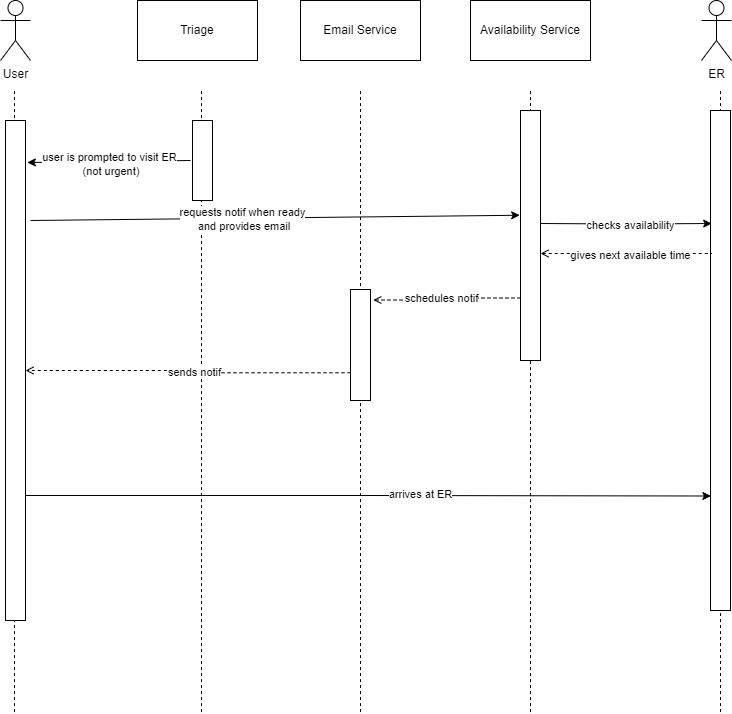 Triage
Email Service
Availability Service
User
ER
user is prompted to visit ER
(not urgent)
requests notif when ready
and provides email
checks availability
gives next available time
schedules notif
sends notif
arrives at ER